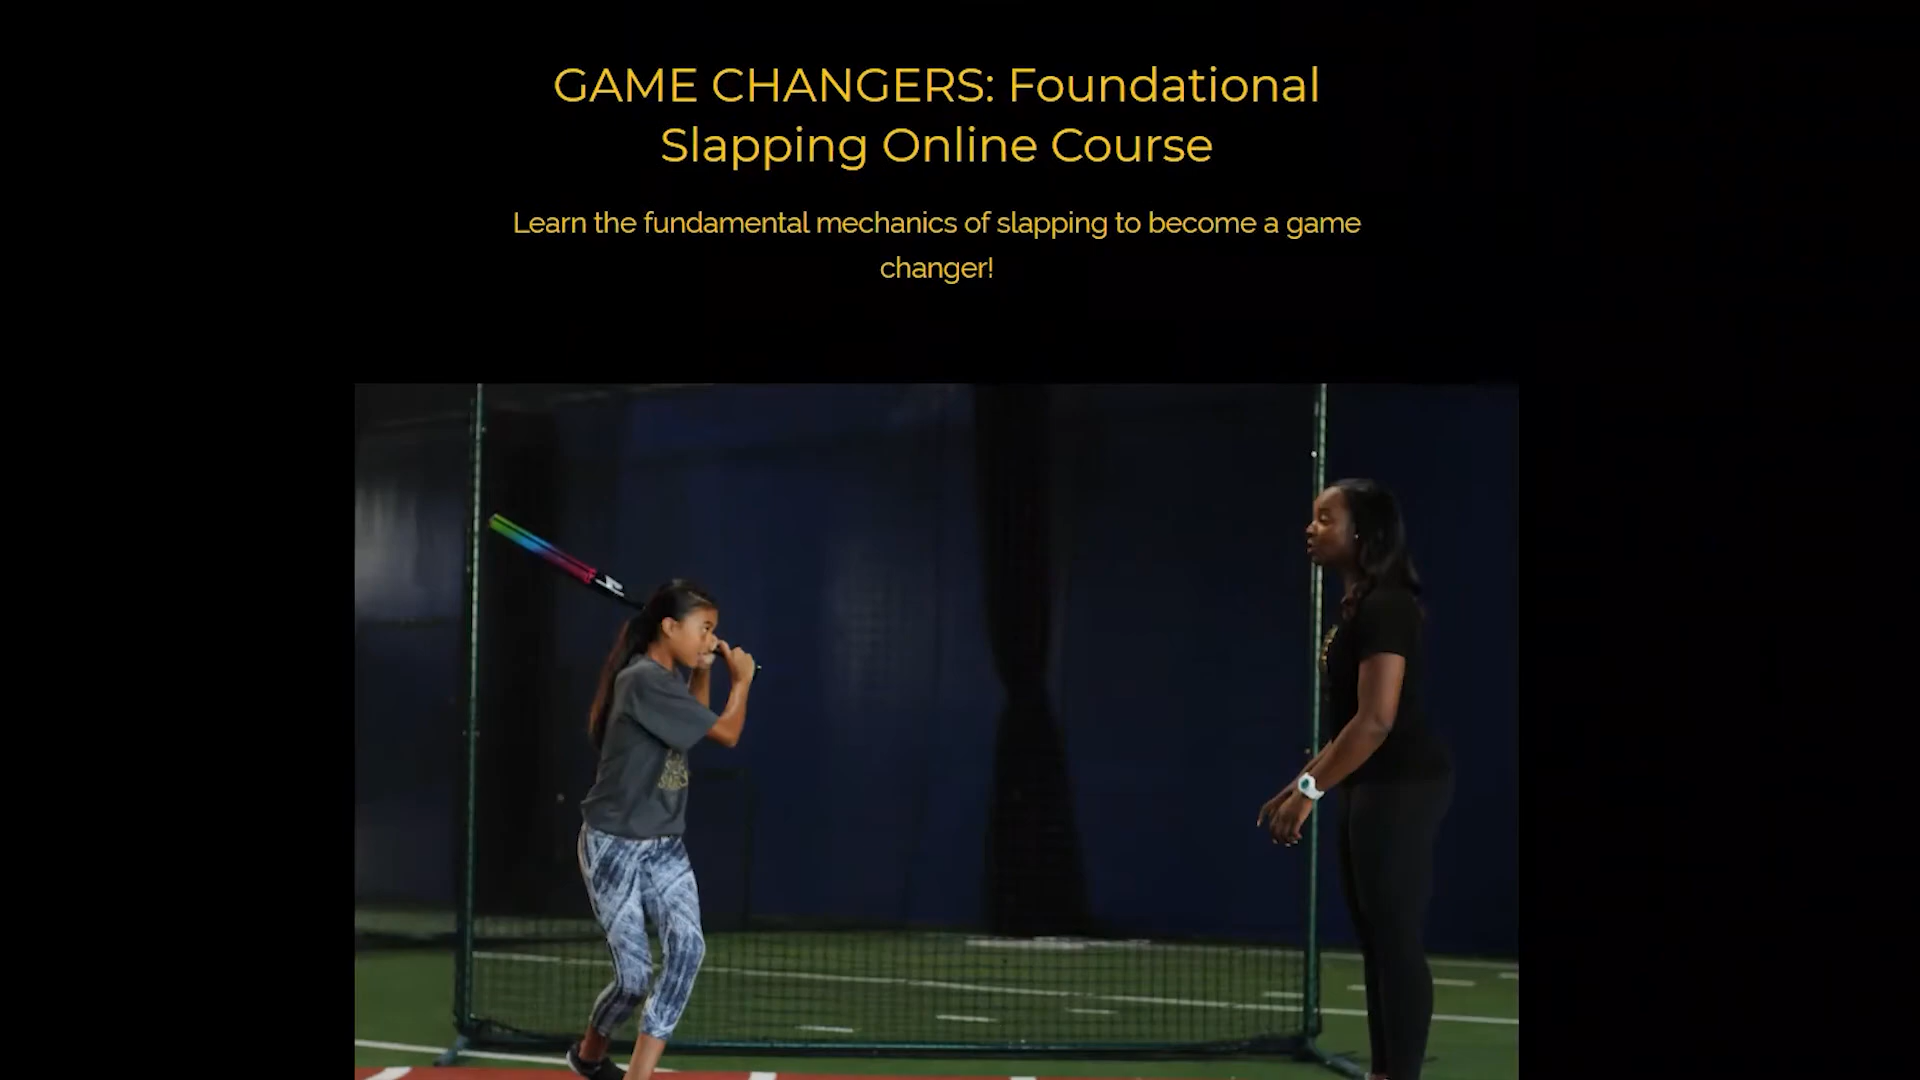 GAME CHANGERS: Foundational
Slapping Online Course
Learn the fundamental mechanics of slapping to become a game
changer!